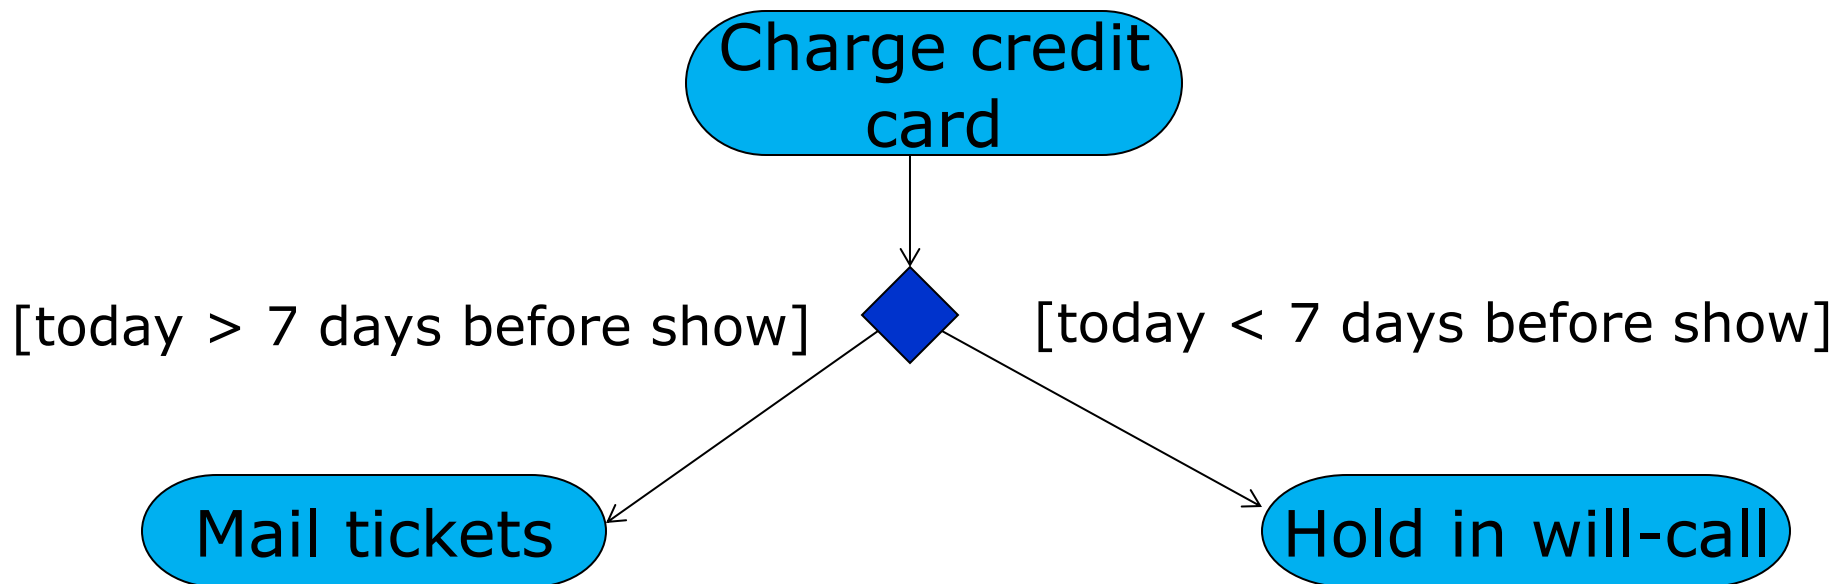 Charge credit
card
[today > 7 days before show]
[today < 7 days before show]
Mail tickets
Hold in will-call